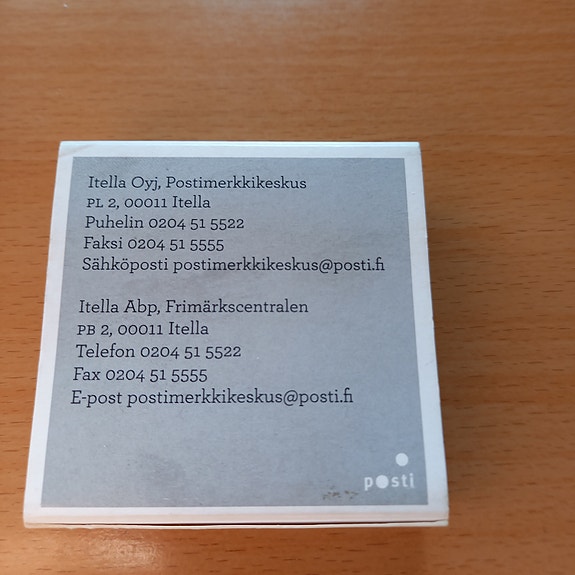 Itella Oyj, Postimerkkikeskus
PL 2, 00011 Itella
Puhelin 0204 51 5522
Faksi 0204 51 5555
Sähköposti postimerkkikeskus@posti.fi
Itella Abp, Frimärkscentralen
PB 2, 00011 Itella
Telefon 0204 51 5522
Fax 0204 51 5555
E-post postimerkkikeskus@posti.fi
posti